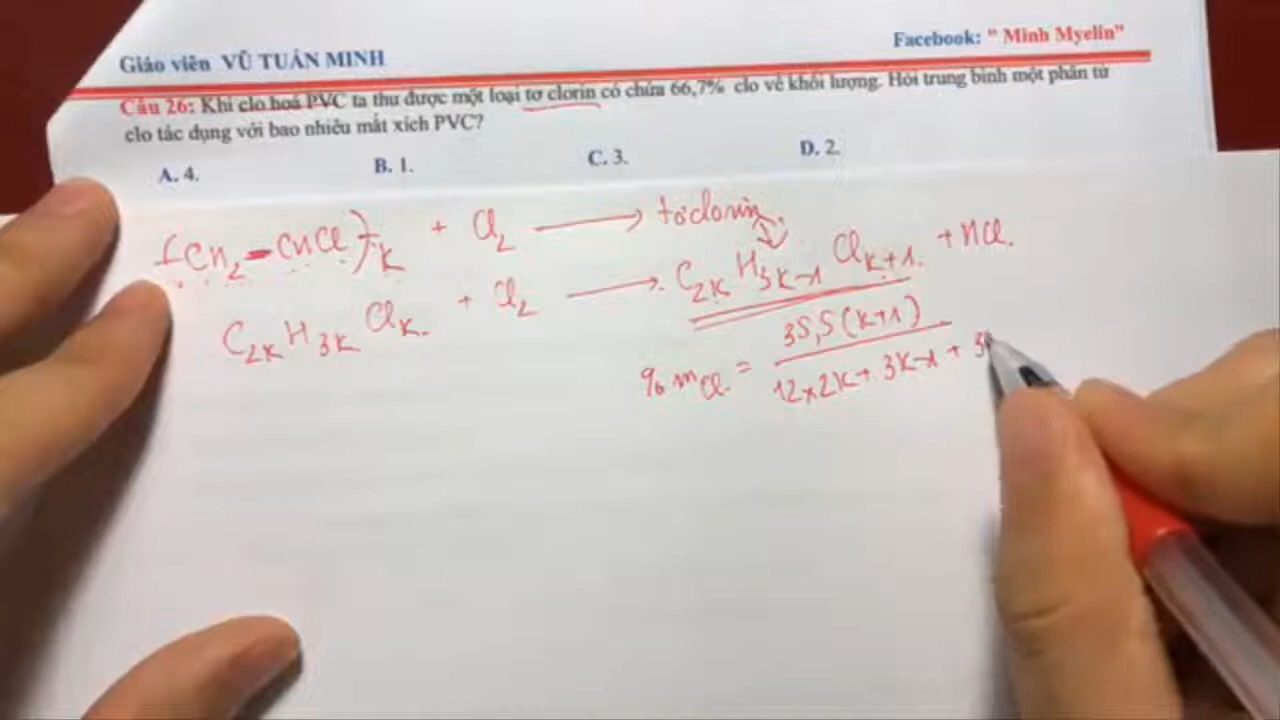 Giáo viên VŨ TUẤN MINH
Facebook: " Minh Myelin"
Câu 26: Khi clo hoá PVC ta thu được một loại tơ clorin có chứa 66,7% clo về khối lượng. Hỏi trung bình một phân tử
clo tác dụng với bao nhiêu mắt xích PVC?
A. 4. B. 1. C. 3. D. 2.
(CH₂-CHCl)K + Cl₂ → tơ clorin
C₂KH₃KClK + Cl₂ → C₂KH₃K-1ClK+1 + HCl.
%mCl = 35,5(K+1) / 12x2K + 3K-1 +